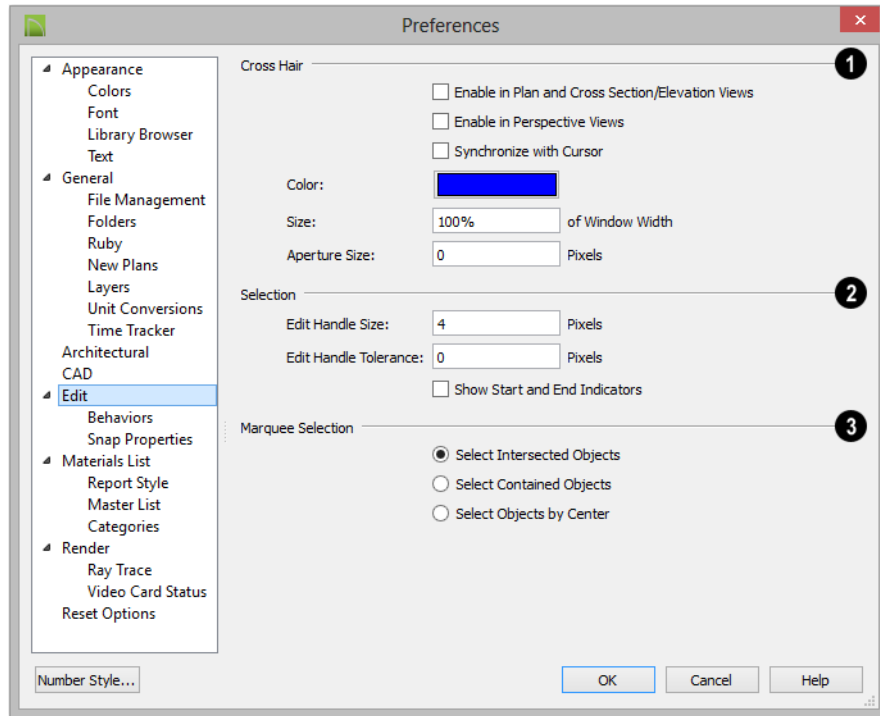 Preferences
Appearance
Colors
Font
Library Browser
Text
General
File Management
Folders
Ruby
New Plans
Layers
Unit Conversions
Time Tracker
Architectural
CAD
Edit
Behaviors
Snap Properties
Materials List
Report Style
Master List
Categories
Render
Ray Trace
Video Card Status
Reset Options
Cross Hair 1
Enable in Plan and Cross Section/Elevation Views
Enable in Perspective Views
Synchronize with Cursor
Color:
Size: 100% of Window Width
Aperture Size: 0 Pixels
Selection 2
Edit Handle Size: 4 Pixels
Edit Handle Tolerance: 0 Pixels
Show Start and End Indicators
Marquee Selection 3
Select Intersected Objects
Select Contained Objects
Select Objects by Center
Number Style... OK Cancel Help